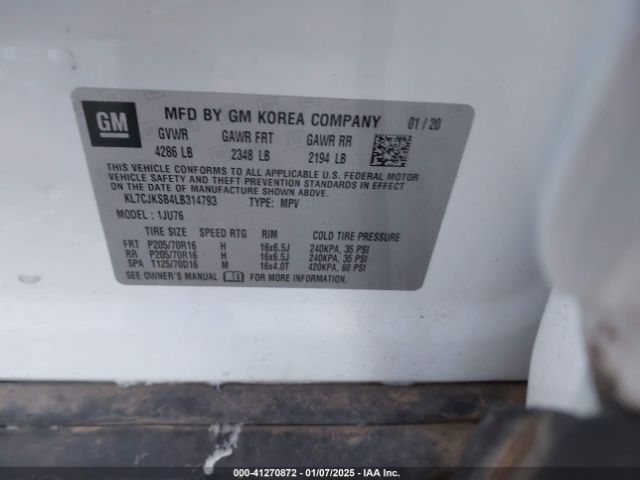 GM
MFD BY GM KOREA COMPANY 01/20
GVWR GAWR FRT GAWR RR
4286 LB 2348 LB 2194 LB
THIS VEHICLE CONFORMS TO ALL APPLICABLE U.S. FEDERAL MOTOR
VEHICLE SAFETY AND THEFT PREVENTION STANDARDS IN EFFECT ON
THE DATE OF MANUFACTURE SHOWN ABOVE.
KL7CJKSB4LB314793 TYPE: MPV
MODEL: 1JU76
TIRE SIZE SPEED RTG RIM COLD TIRE PRESSURE
FRT P205/70R16 H 16x6.5J 240KPA, 35 PSI
RR P205/70R16 H 16x6.5J 240KPA, 35 PSI
SPA T125/70D16 M 16x4.0T 420KPA, 60 PSI
SEE OWNER'S MANUAL FOR MORE INFORMATION.
000-41270872 — 01/07/2025 — IAA Inc.